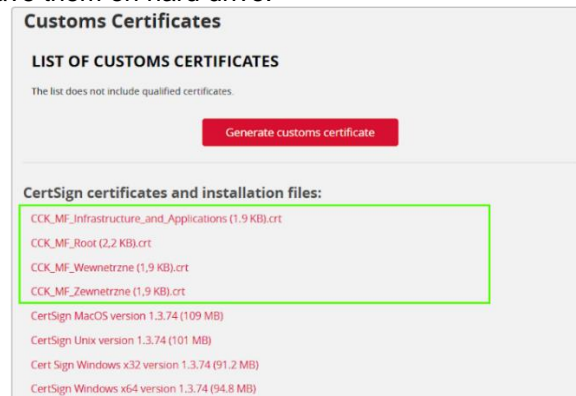 them on hard drive.
Customs Certificates
LIST OF CUSTOMS CERTIFICATES
The list does not include qualified certificates.
Generate customs certificate
CertSign certificates and installation files:
CCK_MF_Infrastructure_and_Applications (1.9 KB).crt
CCK_MF_Root (2,2 KB).crt
CCK_MF_Wewnetrzne (1,9 KB).crt
CCK_MF_Zewnetrzne (1,9 KB).crt
CertSign MacOS version 1.3.74 (109 MB)
CertSign Unix version 1.3.74 (101 MB)
Cert Sign Windows x32 version 1.3.74 (91.2 MB)
CertSign Windows x64 version 1.3.74 (94.8 MB)